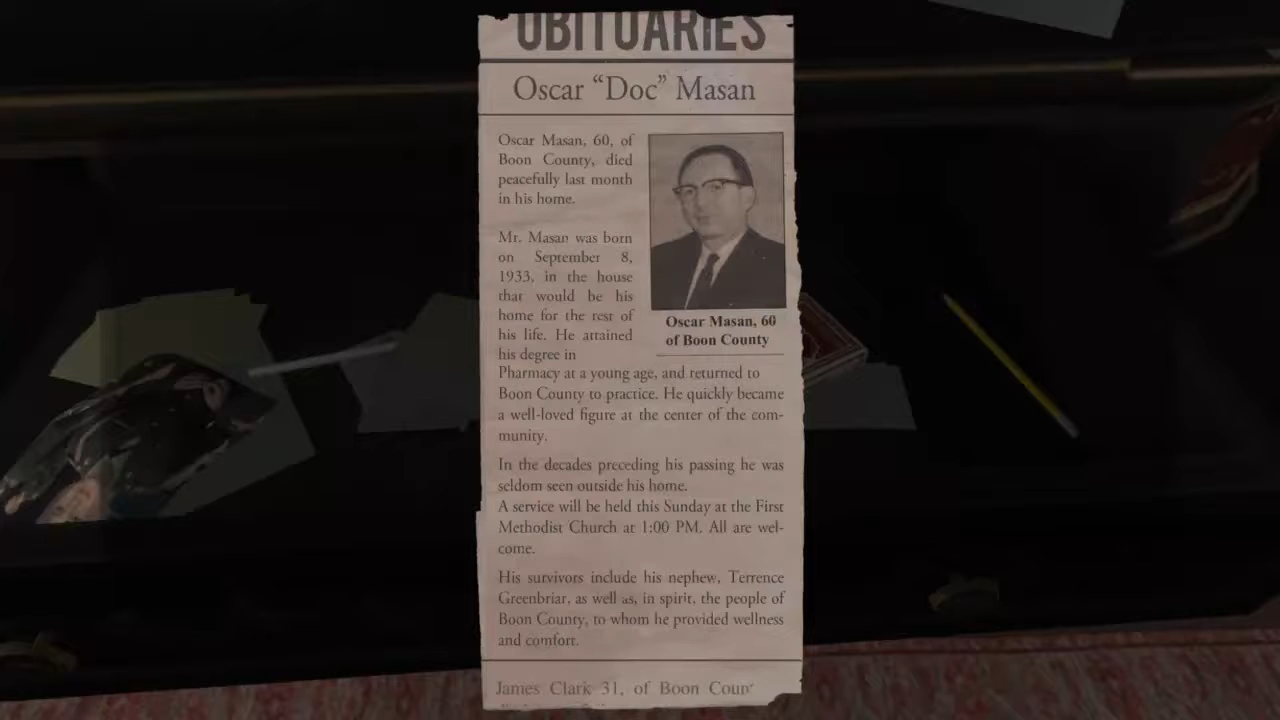 OBITUARIES
Oscar “Doc” Masan
Oscar Masan, 60, of
Boon County, died
peacefully last month
in his home.
Mr. Masan was born
on September 8,
1933, in the house
that would be his
home for the rest of
his life. He attained
his degree in
Oscar Masan, 60
of Boon County
Pharmacy at a young age, and returned to
Boon County to practice. He quickly became
a well-loved figure at the center of the com-
munity.
In the decades preceding his passing he was
seldom seen outside his home.
A service will be held this Sunday at the First
Methodist Church at 1:00 PM. All are wel-
come.
His survivors include his nephew, Terrence
Greenbriar, as well as, in spirit, the people of
Boon County, to whom he provided wellness
and comfort.
James Clark 31, of Boon